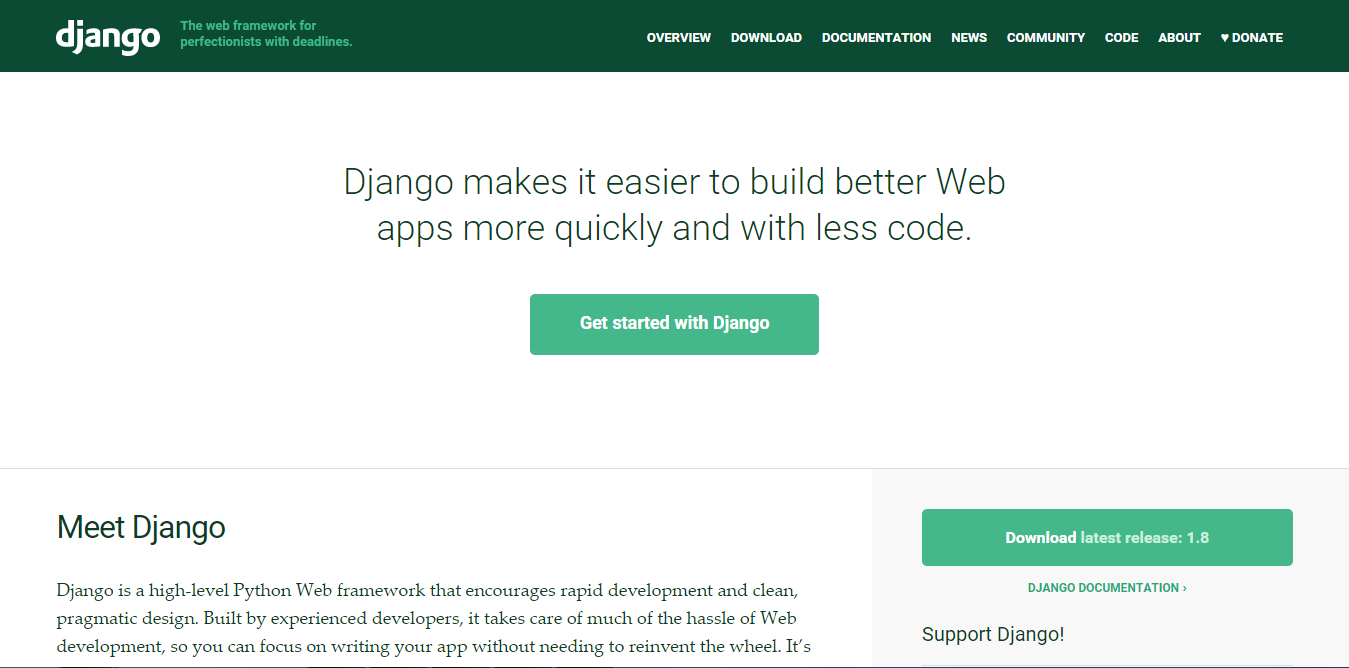 django
The web framework for
perfectionists with deadlines.
OVERVIEW DOWNLOAD DOCUMENTATION NEWS COMMUNITY CODE ABOUT ♥ DONATE
Django makes it easier to build better Web
apps more quickly and with less code.
Get started with Django
Meet Django
Django is a high-level Python Web framework that encourages rapid development and clean,
pragmatic design. Built by experienced developers, it takes care of much of the hassle of Web
development, so you can focus on writing your app without needing to reinvent the wheel. It’s
Download latest release: 1.8
DJANGO DOCUMENTATION ›
Support Django!